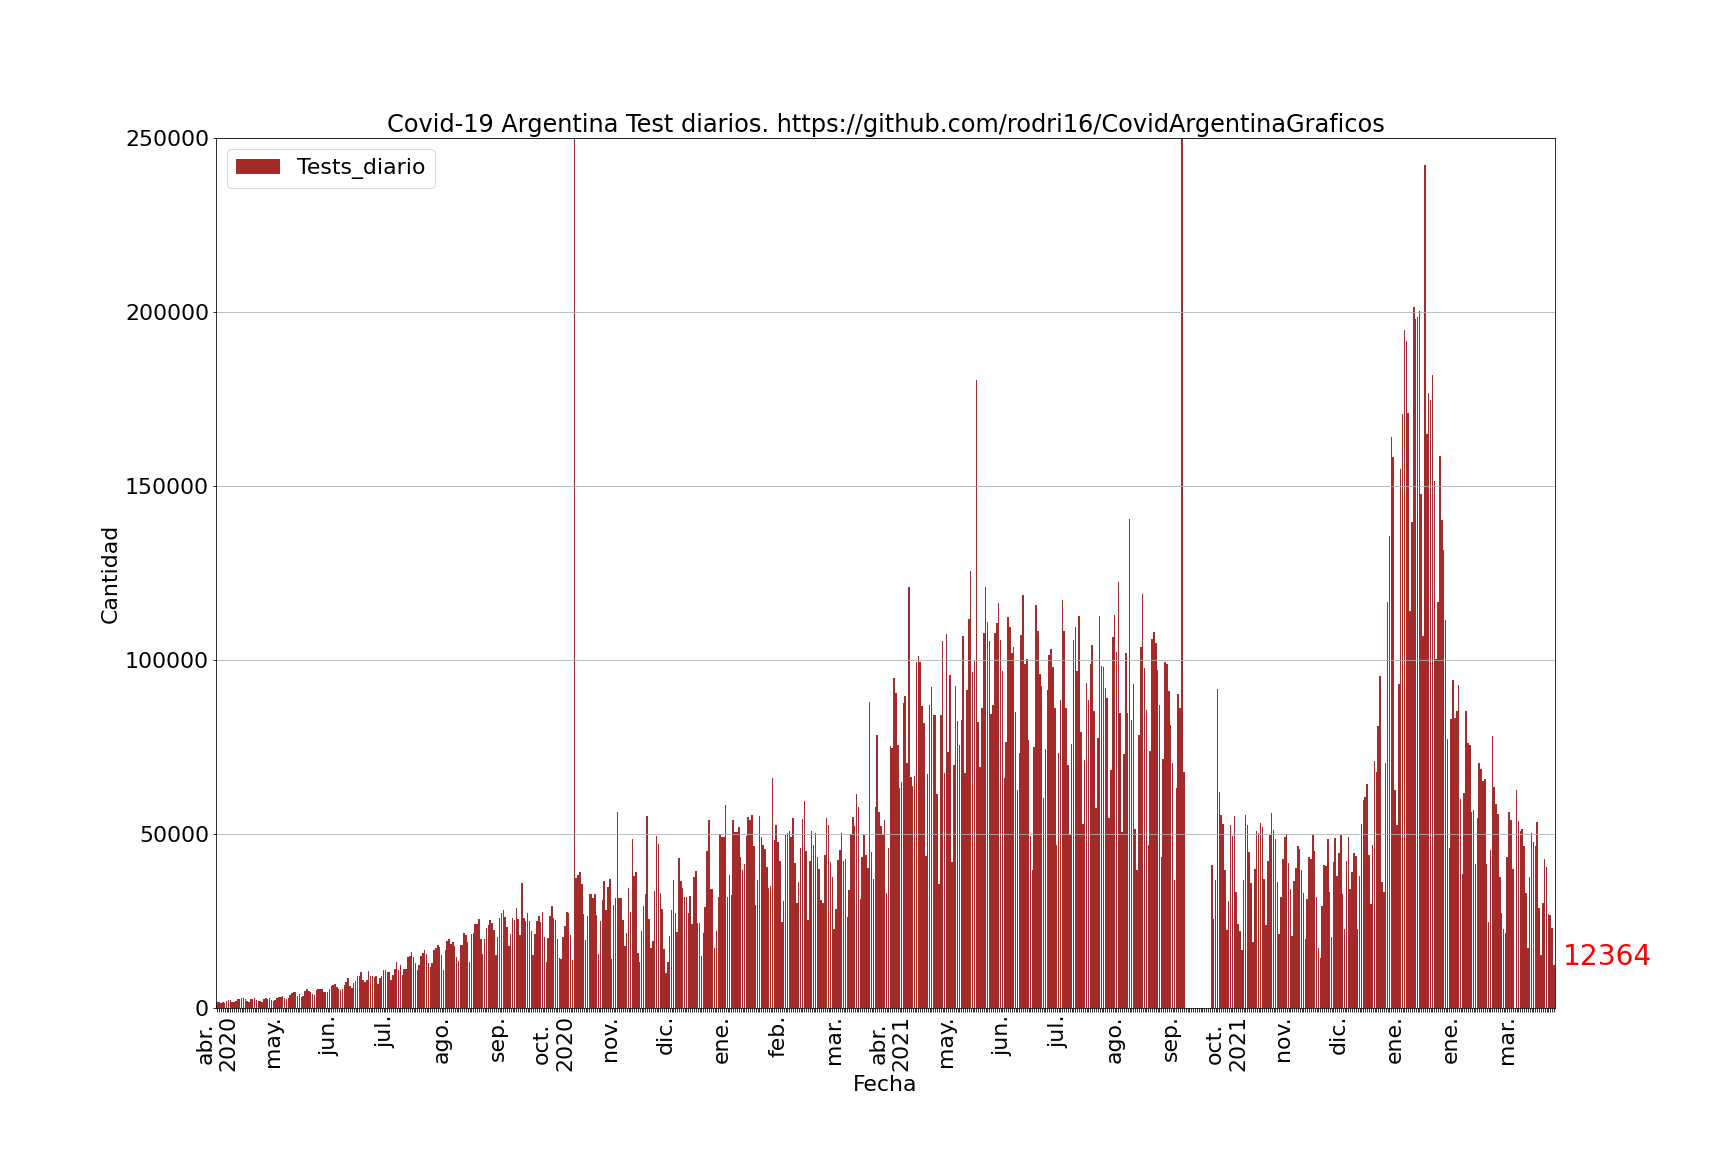 Covid-19 Argentina Test diarios. https://github.com/rodri16/CovidArgentinaGraficos
Tests_diario
250000
200000
150000
100000
50000
0
Cantidad
12364
abr.
2020
may.
jun.
jul.
ago.
sep.
oct.
2020
nov.
dic.
ene.
feb.
mar.
abr.
2021
may.
jun.
jul.
ago.
sep.
oct.
2021
nov.
dic.
ene.
ene.
mar.
Fecha